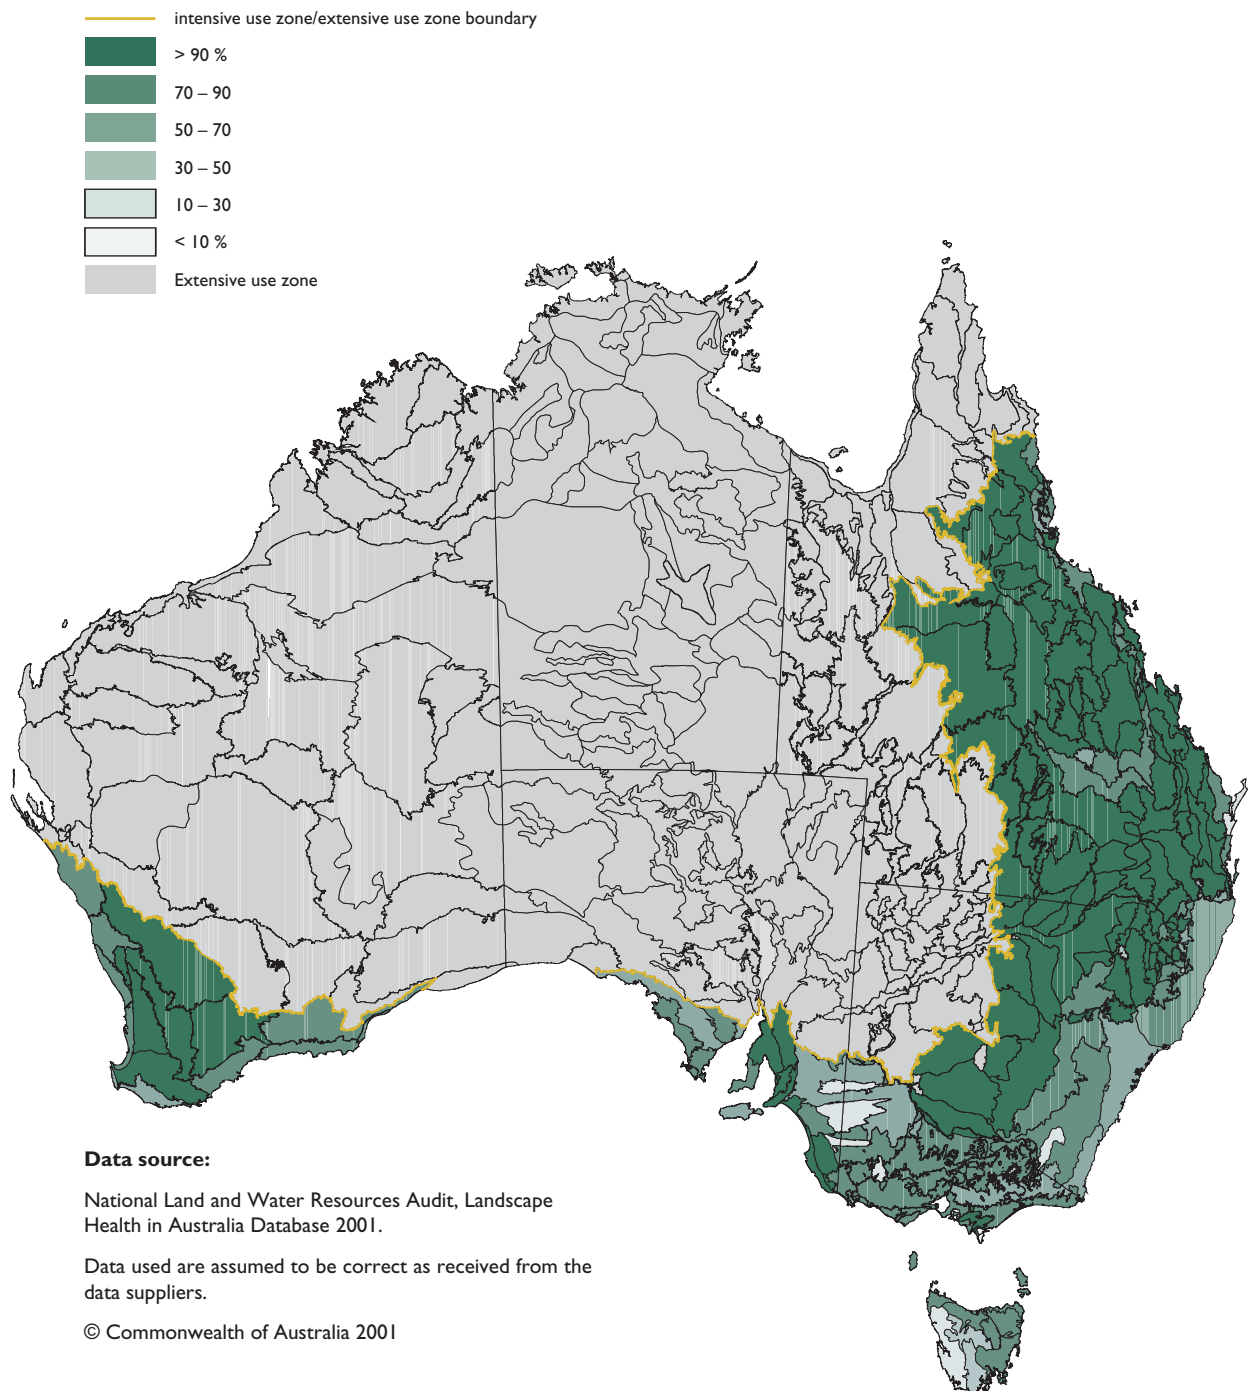 intensive use zone/extensive use zone boundary
> 90 %
70 – 90
50 – 70
30 – 50
10 – 30
< 10 %
Extensive use zone
Data source:
National Land and Water Resources Audit, Landscape
Health in Australia Database 2001.
Data used are assumed to be correct as received from the
data suppliers.
© Commonwealth of Australia 2001